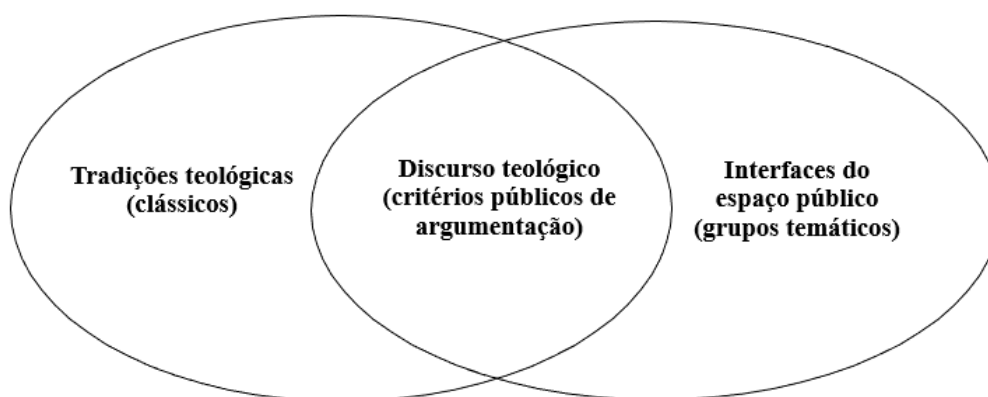 Tradições teológicas
(clássicos)
Discurso teológico
(critérios públicos de
argumentação)
Interfaces do
espaço público
(grupos temáticos)